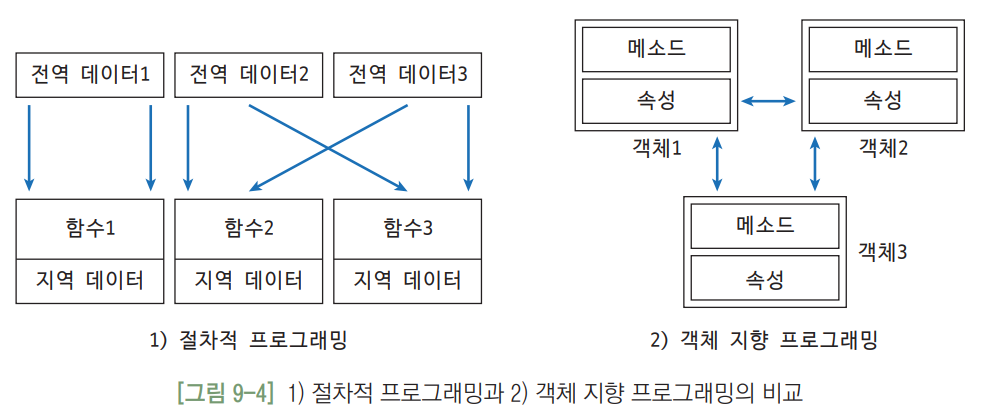 전역 데이터1
전역 데이터2
전역 데이터3
함수1
함수2
함수3
지역 데이터
지역 데이터
지역 데이터
1) 절차적 프로그래밍
메소드
속성
객체1
메소드
속성
객체2
메소드
속성
객체3
2) 객체 지향 프로그래밍
[그림 9-4] 1) 절차적 프로그래밍과 2) 객체 지향 프로그래밍의 비교